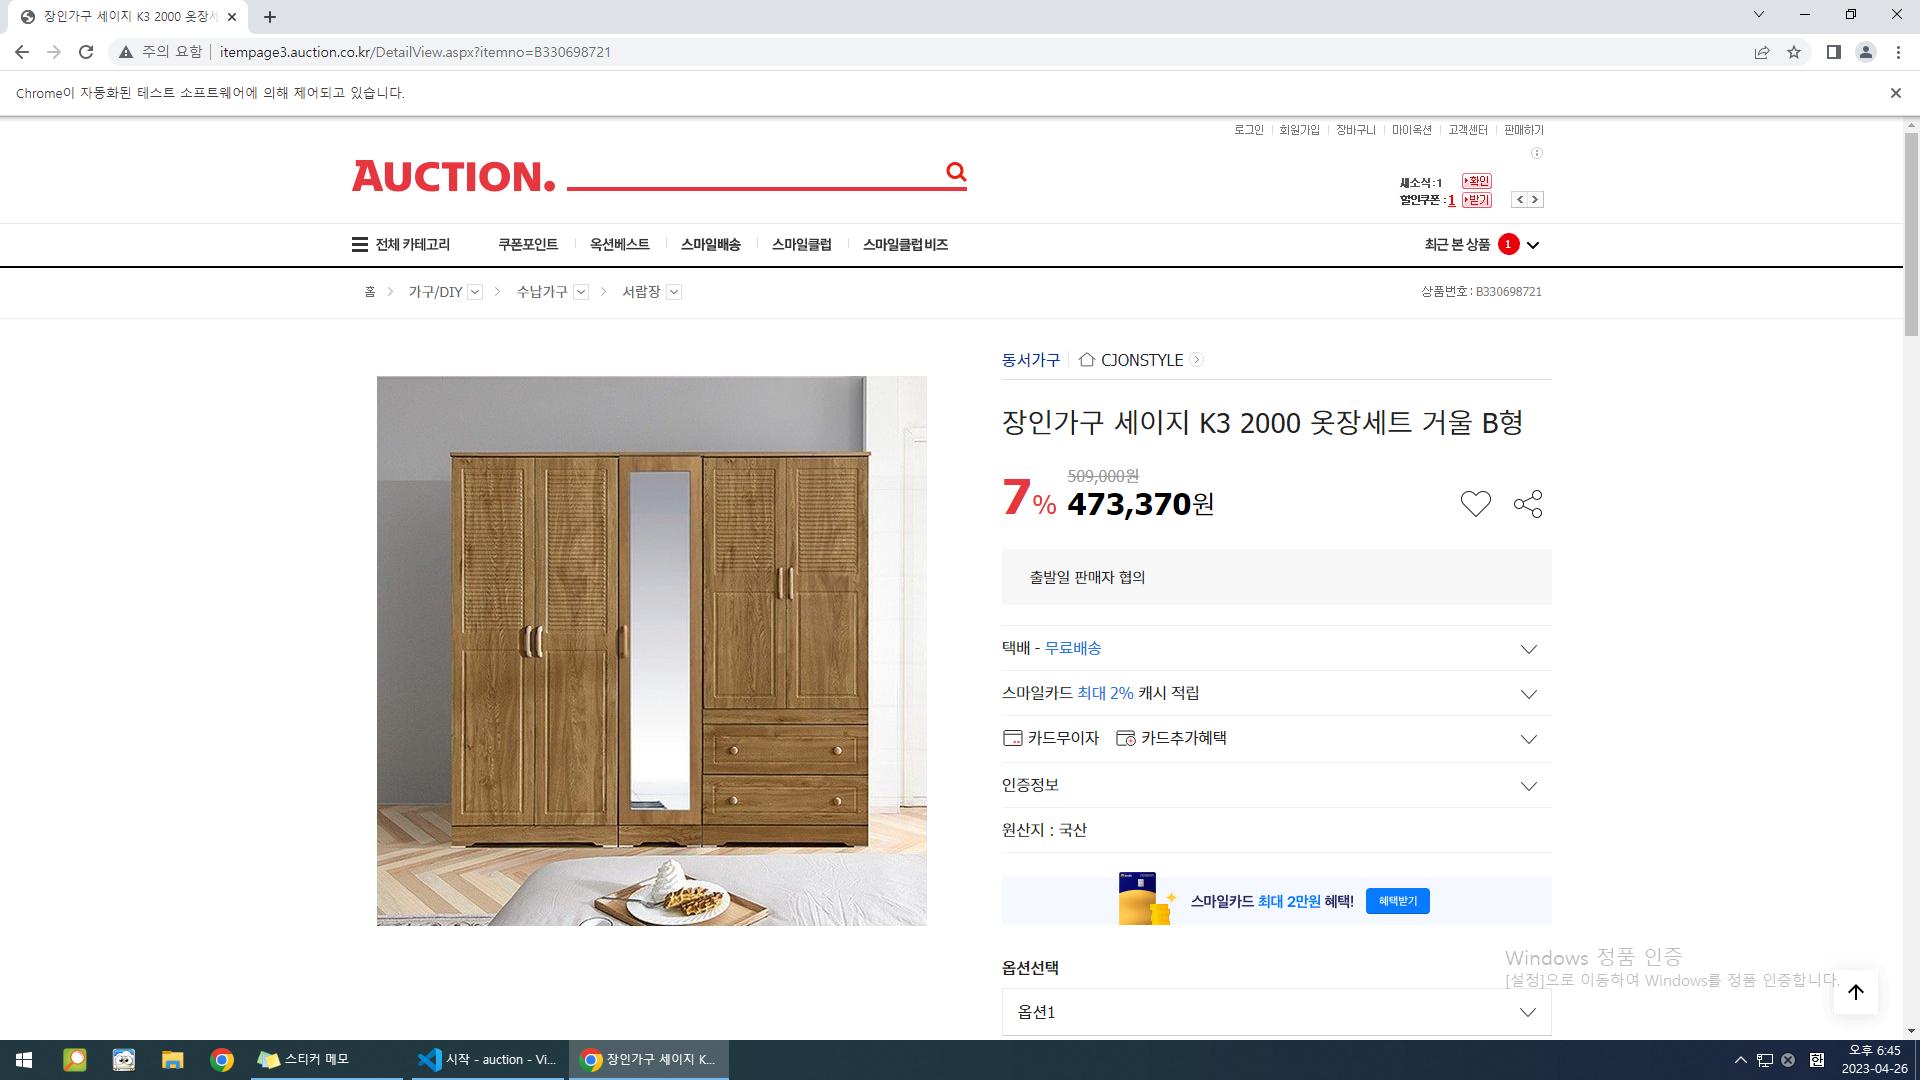 장인가구 세이지 K3 2000 옷장세
주의 요함 | itempage3.auction.co.kr/DetailView.aspx?itemno=B330698721
Chrome이 자동화된 테스트 소프트웨어에 의해 제어되고 있습니다.
로그인 회원가입 장바구니 마이옥션 고객센터 판매하기
AUCTION.
새소식:1 확인
할인쿠폰:1 받기
전체 카테고리 쿠폰포인트 옥션베스트 스마일배송 스마일클럽 스마일클럽 비즈 최근 본 상품 1
홈 > 가구/DIY > 수납가구 > 서랍장 상품번호 : B330698721
동서가구 CJONSTYLE
장인가구 세이지 K3 2000 옷장세트 거울 B형
509,000원
7% 473,370원
출발일 판매자 협의
택배 - 무료배송
스마일카드 최대 2% 캐시 적립
카드무이자 카드추가혜택
인증정보
원산지 : 국산
스마일카드 최대 2만원 혜택! 혜택받기
옵션선택
옵션1
Windows 정품 인증
[설정]으로 이동하여 Windows를 정품 인증합니다.
스티커 메모 시작 - auction - Vi... 장인가구 세이지 K... 한 오후 6:45
2023-04-26